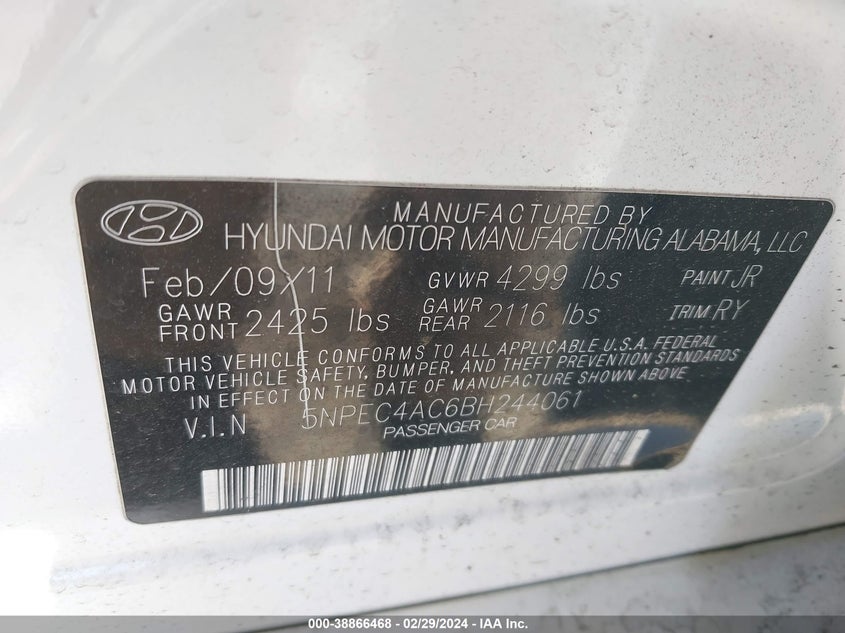 MANUFACTURED BY
HYUNDAI MOTOR MANUFACTURING ALABAMA, LLC
Feb/09/11 GVWR 4299 lbs PAINT JR
GAWR FRONT 2425 lbs GAWR REAR 2116 lbs TRIM RY
THIS VEHICLE CONFORMS TO ALL APPLICABLE U.S.A. FEDERAL
MOTOR VEHICLE SAFETY, BUMPER, AND THEFT PREVENTION STANDARDS
IN EFFECT ON THE DATE OF MANUFACTURE SHOWN ABOVE.
V.I.N 5NPEC4AC6BH244061
PASSENGER CAR
000-38866468 - 02/29/2024 - IAA Inc.